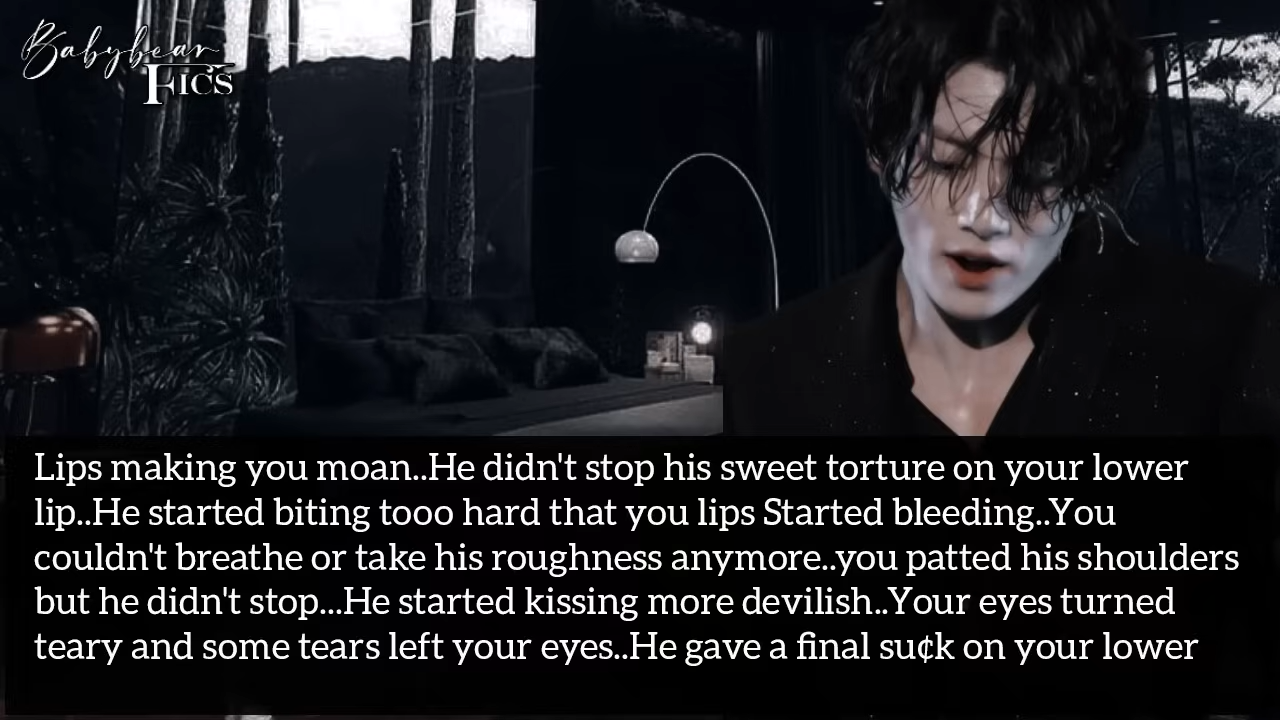 Babybear
FICS
Lips making you moan..He didn't stop his sweet torture on your lower
lip..He started biting tooo hard that you lips Started bleeding..You
couldn't breathe or take his roughness anymore..you patted his shoulders
but he didn't stop...He started kissing more devilish..Your eyes turned
teary and some tears left your eyes..He gave a final su¢k on your lower